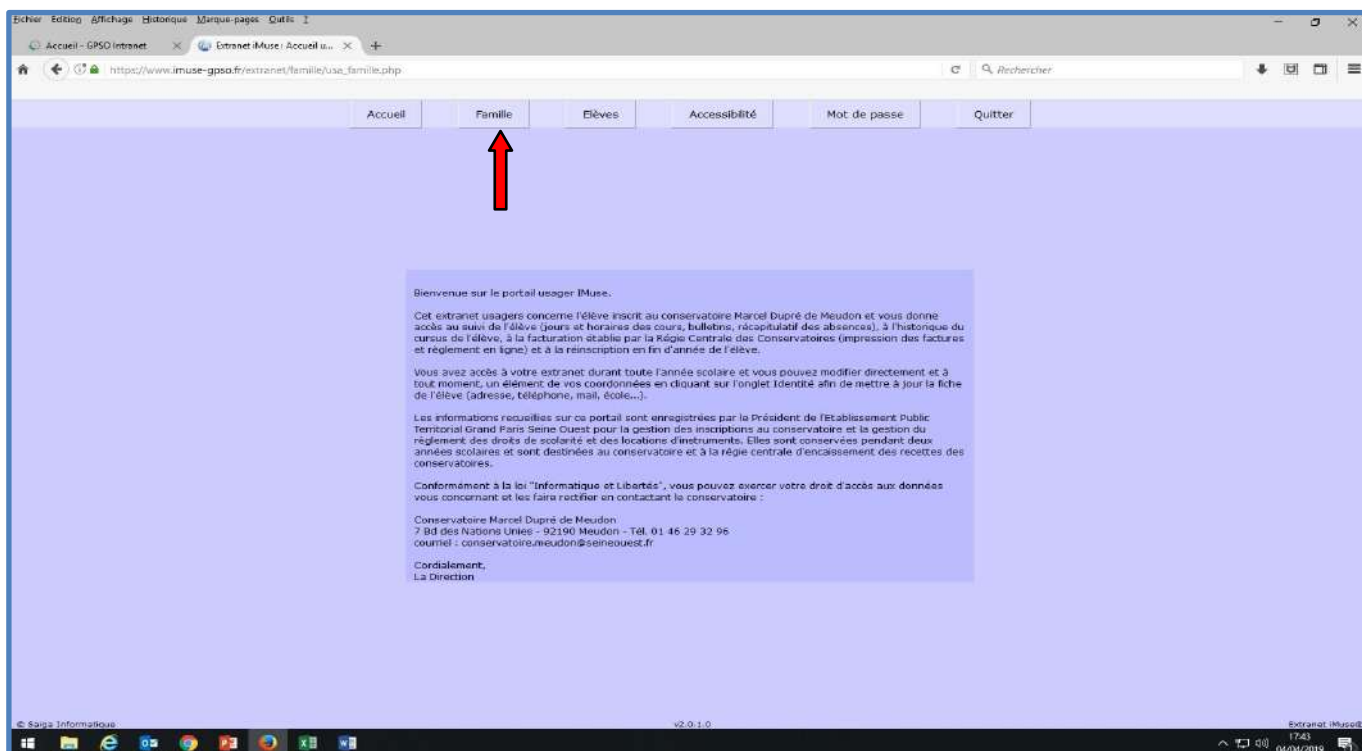 Fichier Edition Affichage Historique Marque-pages Outils ?
Accueil - GPSO Intranet × Extranet iMuse : Accueil u... × +
https://www.imuse-gpso.fr/extranet/famille/usa_famille.php Rechercher
Accueil Famille Elèves Accessibilité Mot de passe Quitter
Bienvenue sur le portail usager IMuse.
Cet extranet usagers concerne l'élève inscrit au conservatoire Marcel Dupré de Meudon et vous donne
accès au suivi de l'élève (jours et horaires des cours, bulletins, récapitulatif des absences), à l'historique du
cursus de l'élève, à la facturation établie par la Régie Centrale des Conservatoires (impression des factures
et règlement en ligne) et à la réinscription en fin d'année de l'élève.
Vous avez accès à votre extranet durant toute l'année scolaire et vous pouvez modifier directement et à
tout moment, un élément de vos coordonnées en cliquant sur l'onglet Identité afin de mettre à jour la fiche
de l'élève (adresse, téléphone, mail, école...).
Les informations recueillies sur ce portail sont enregistrées par le Président de l'Etablissement Public
Territorial Grand Paris Seine Ouest pour la gestion des inscriptions au conservatoire et la gestion du
règlement des droits de scolarité et des locations d'instruments. Elles sont conservées pendant deux
années scolaires et sont destinées au conservatoire et à la régie centrale d'encaissement des recettes des
conservatoires.
Conformément à la loi "Informatique et Libertés", vous pouvez exercer votre droit d'accès aux données
vous concernant et les faire rectifier en contactant le conservatoire :
Conservatoire Marcel Dupré de Meudon
7 Bd des Nations Unies - 92190 Meudon - Tél. 01 46 29 32 96
courriel : conservatoire.meudon@seineouest.fr
Cordialement,
La Direction
© Saiga Informatique v2.0.1.0 Extranet iMuse
17:43
04/04/2019